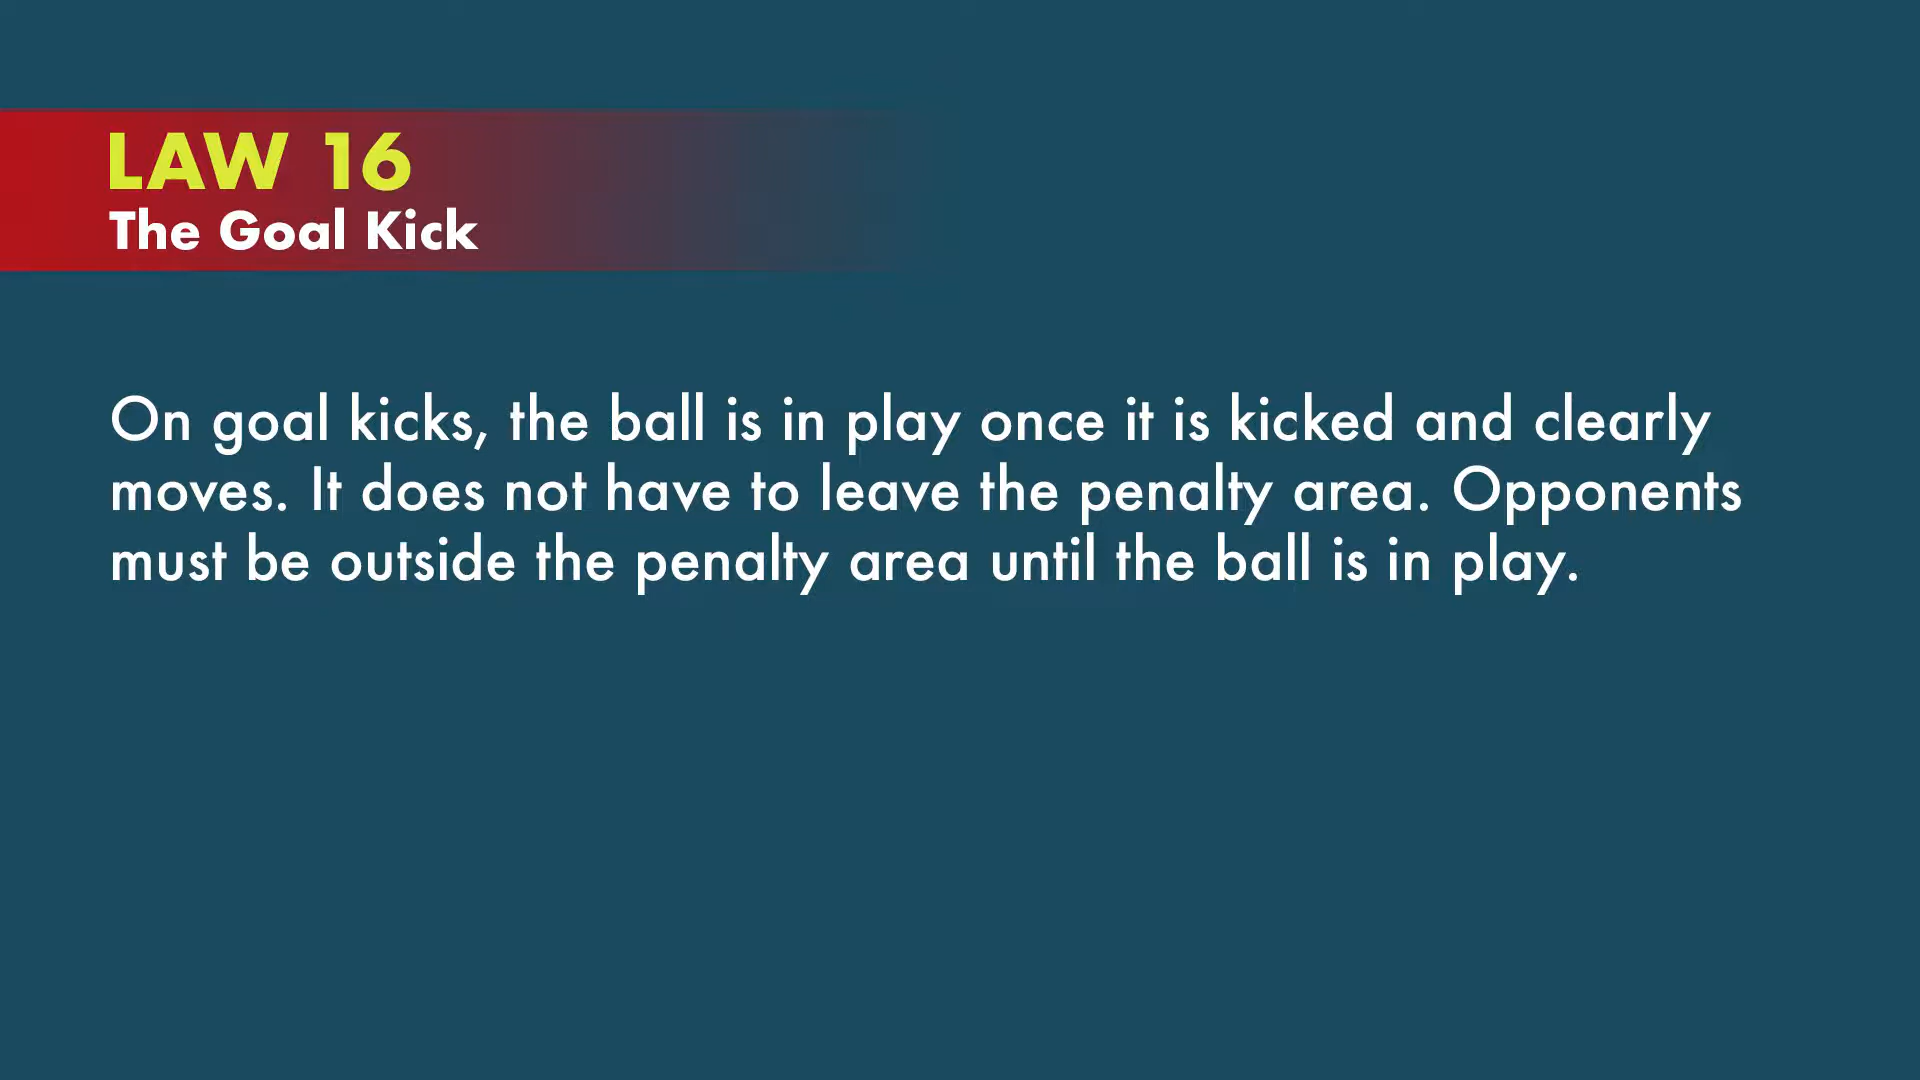 LAW 16
The Goal Kick
On goal kicks, the ball is in play once it is kicked and clearly
moves. It does not have to leave the penalty area. Opponents
must be outside the penalty area until the ball is in play.